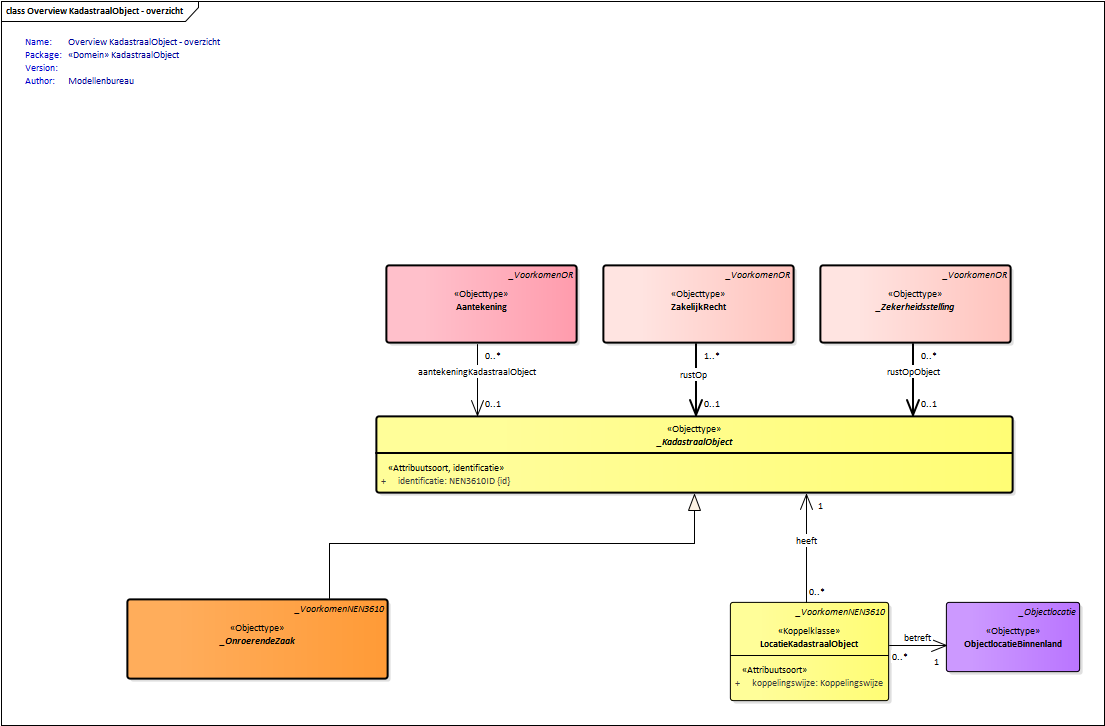 class Overview KadastraalObject - overzicht
Name: Overview KadastraalObject - overzicht
Package: «Domein» KadastraalObject
Version:
Author: Modellenbureau
_VoorkomenOR
«Objecttype»
Aantekening
_VoorkomenOR
«Objecttype»
ZakelijkRecht
_VoorkomenOR
«Objecttype»
_Zekerheidsstelling
0..*
aantekeningKadastraalObject
0..1
1..*
rustOp
0..1
0..*
rustOpObject
0..1
«Objecttype»
_KadastraalObject
«Attribuutsoort, identificatie»
+ identificatie: NEN3610ID {id}
1
heeft
0..*
_VoorkomenNEN3610
«Objecttype»
_OnroerendeZaak
_VoorkomenNEN3610
«Koppelklasse»
LocatieKadastraalObject
«Attribuutsoort»
+ koppelingswijze: Koppelingswijze
betreft
0..*
1
_Objectlocatie
«Objecttype»
ObjectlocatieBinnenland